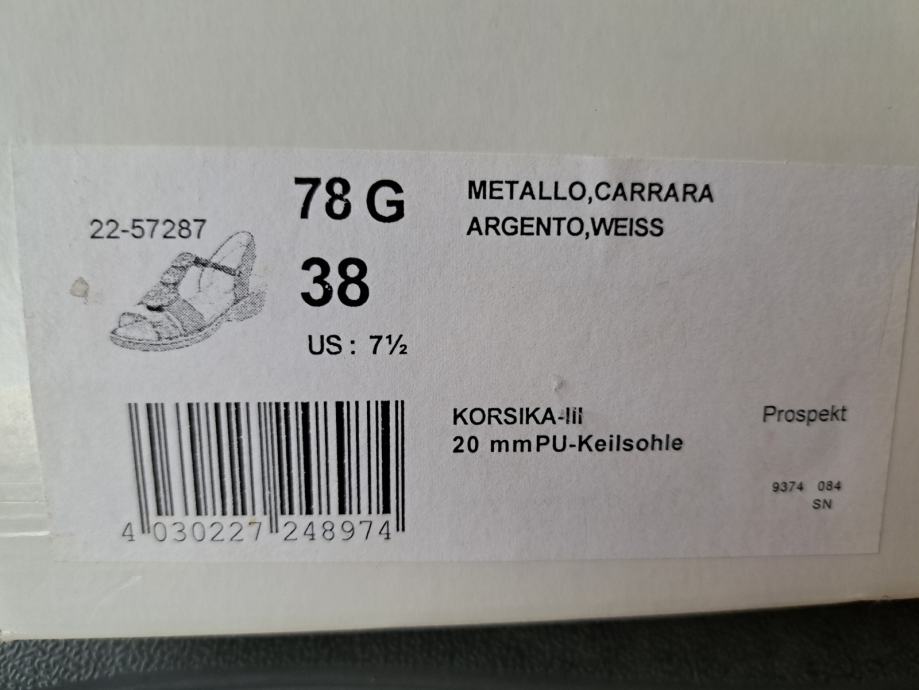 22-57287
78 G
38
US: 7½
METALLO,CARRARA
ARGENTO,WEISS
KORSIKA-III
20 mmPU-Keilsohle
Prospekt
9374 084
SN
4 030227 248974